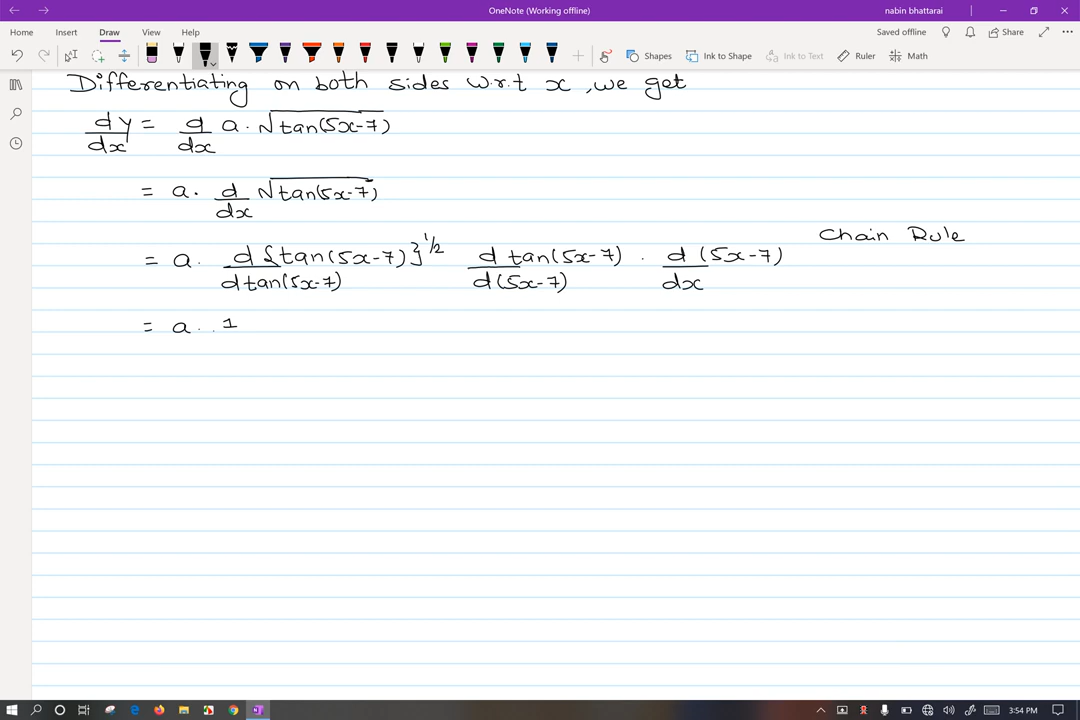 OneNote (Working offline)
nabin bhattarai
Home Insert Draw View Help
Saved offline Share
Shapes Ink to Shape Ink to Text Ink to Math Ruler Math
Differentiating on both sides w.r.t x, we get
dy/dx = d/dx a·√tan(5x-7)
= a· d/dx √tan(5x-7)
Chain Rule
= a· d{tan(5x-7)}^1/2 / d tan(5x-7) d tan(5x-7) / d(5x-7) · d(5x-7) / dx
= a·. 1
3:54 PM